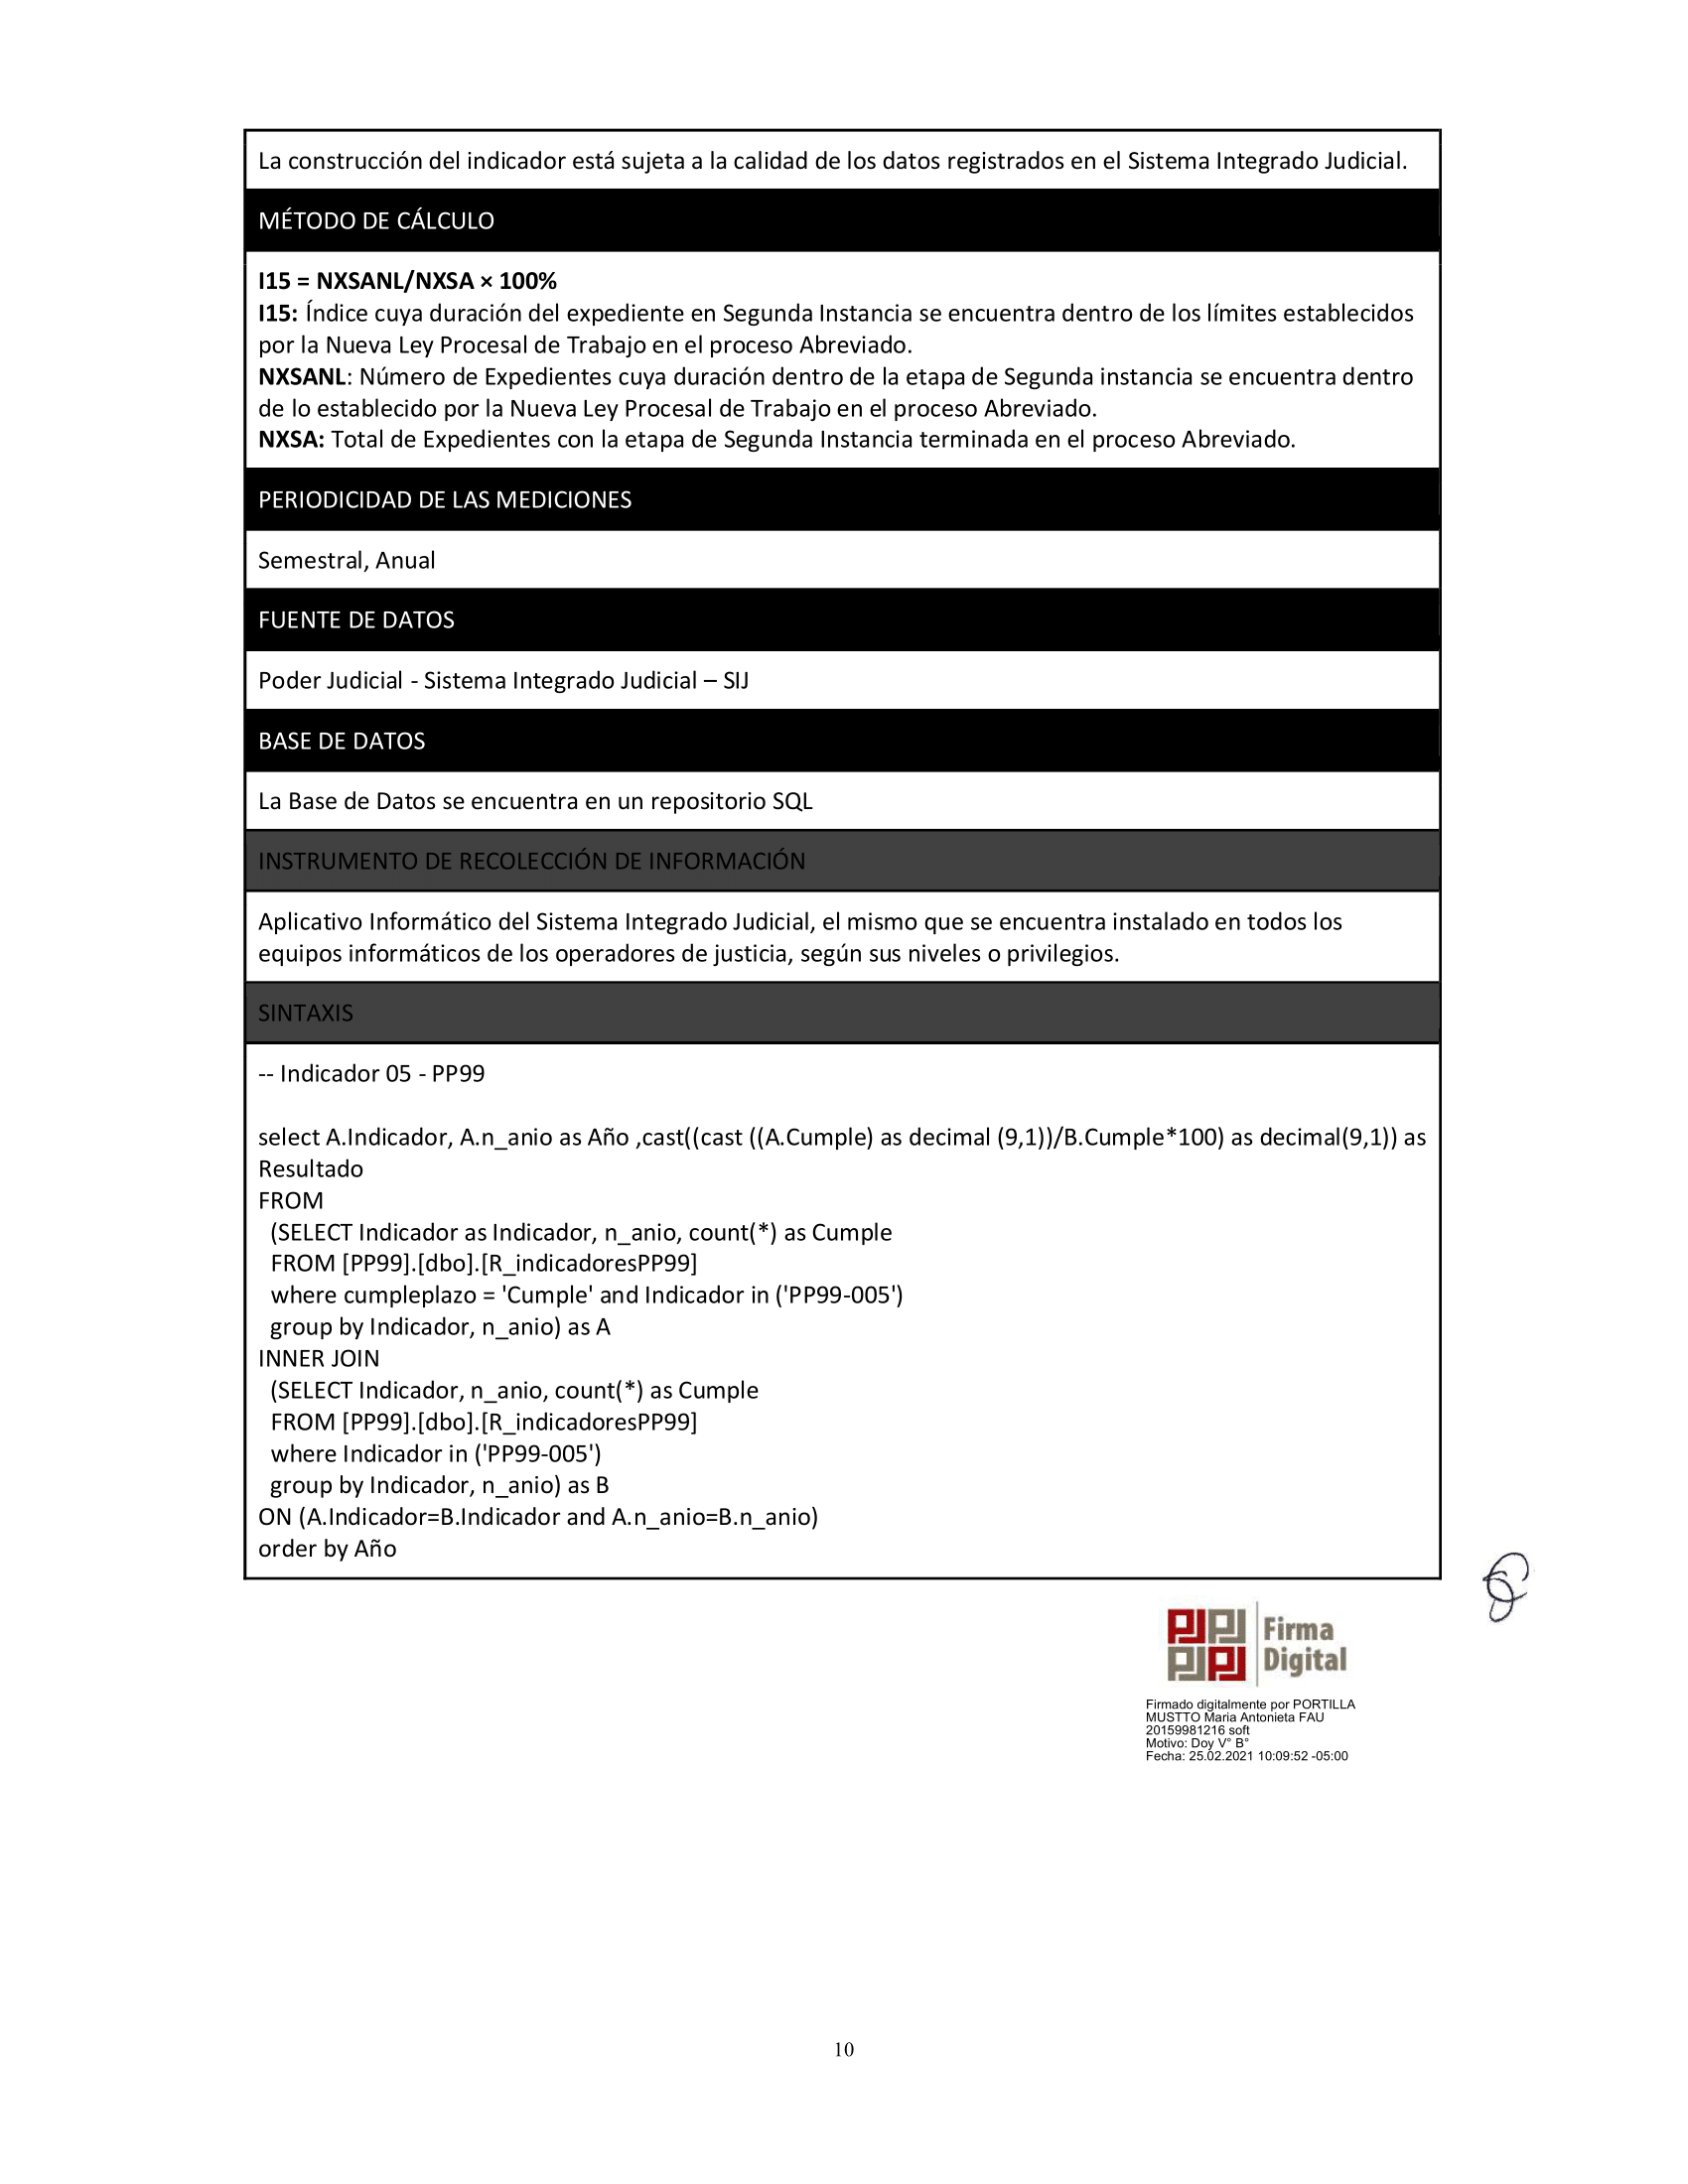 La construcción del indicador está sujeta a la calidad de los datos registrados en el Sistema Integrado Judicial.
MÉTODO DE CÁLCULO
I15 = NXSANL/NXSA × 100%
I15: Índice cuya duración del expediente en Segunda Instancia se encuentra dentro de los límites establecidos
por la Nueva Ley Procesal de Trabajo en el proceso Abreviado.
NXSANL: Número de Expedientes cuya duración dentro de la etapa de Segunda instancia se encuentra dentro
de lo establecido por la Nueva Ley Procesal de Trabajo en el proceso Abreviado.
NXSA: Total de Expedientes con la etapa de Segunda Instancia terminada en el proceso Abreviado.
PERIODICIDAD DE LAS MEDICIONES
Semestral, Anual
FUENTE DE DATOS
Poder Judicial - Sistema Integrado Judicial – SIJ
BASE DE DATOS
La Base de Datos se encuentra en un repositorio SQL
INSTRUMENTO DE RECOLECCIÓN DE INFORMACIÓN
Aplicativo Informático del Sistema Integrado Judicial, el mismo que se encuentra instalado en todos los
equipos informáticos de los operadores de justicia, según sus niveles o privilegios.
SINTAXIS
-- Indicador 05 - PP99
select A.Indicador, A.n_anio as Año ,cast((cast ((A.Cumple) as decimal (9,1))/B.Cumple*100) as decimal(9,1)) as
Resultado
FROM
(SELECT Indicador as Indicador, n_anio, count(*) as Cumple
FROM [PP99].[dbo].[R_indicadoresPP99]
where cumpleplazo = 'Cumple' and Indicador in ('PP99-005')
group by Indicador, n_anio) as A
INNER JOIN
(SELECT Indicador, n_anio, count(*) as Cumple
FROM [PP99].[dbo].[R_indicadoresPP99]
where Indicador in ('PP99-005')
group by Indicador, n_anio) as B
ON (A.Indicador=B.Indicador and A.n_anio=B.n_anio)
order by Año
Firma
Digital
Firmado digitalmente por PORTILLA
MUSTTO Maria Antonieta FAU
20159981216 soft
Motivo: Doy V° B°
Fecha: 25.02.2021 10:09:52 -05:00
10